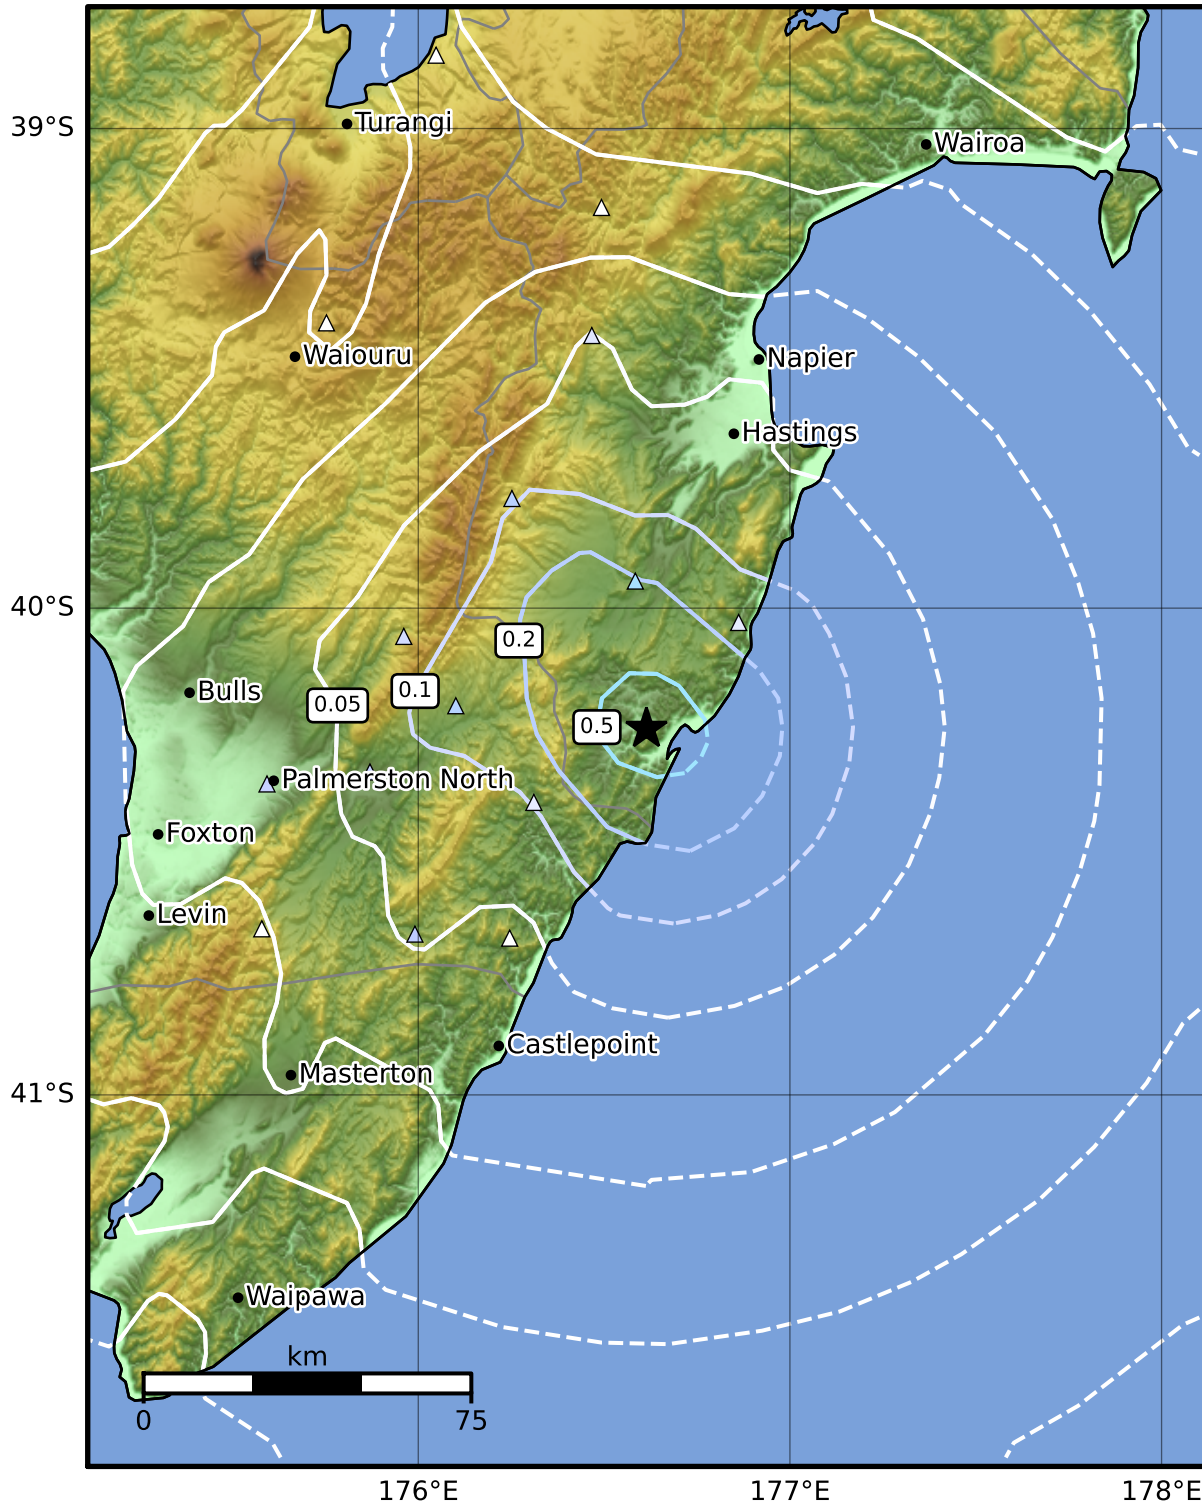 39°S
Turangi
Wairoa
Waiouru
Napier
Hastings
40°S
0.2
0.1
0.05
0.5
Bulls
Palmerston North
Foxton
Levin
Castlepoint
Masterton
41°S
Waipawa
km
0
75
176°E
177°E
178°E